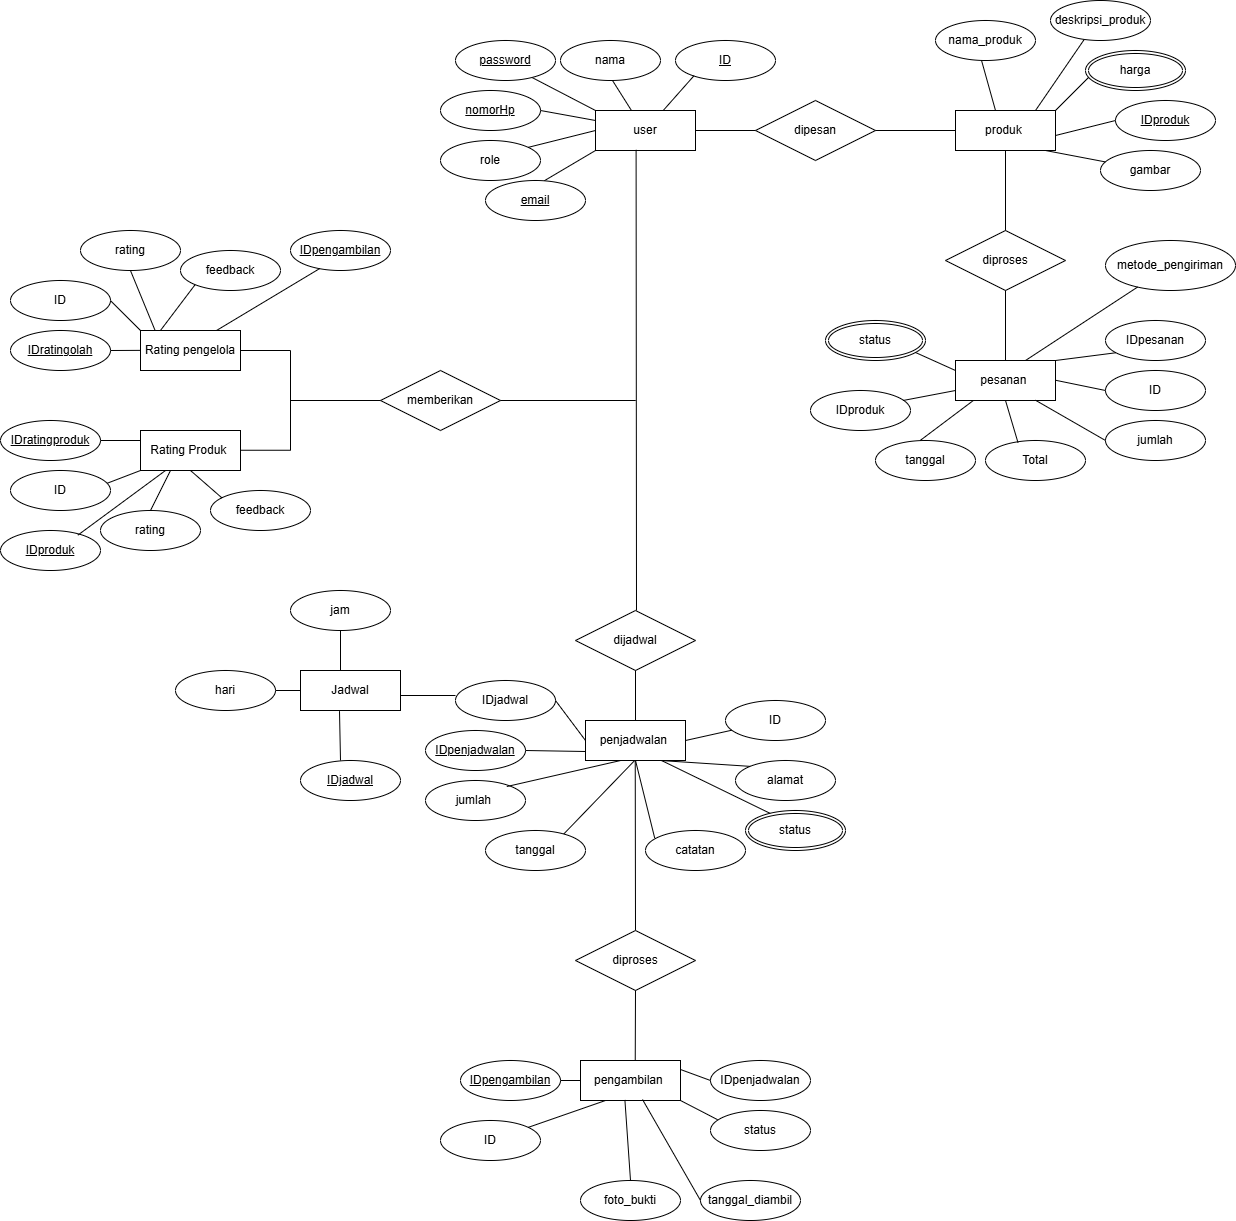 deskripsi_produk
nama_produk
password
nama
ID
harga
nomorHp
IDproduk
user
dipesan
produk
role
gambar
email
rating
IDpengambilan
feedback
diproses
metode_pengiriman
ID
status
IDpesanan
Rating pengelola
IDratingolah
pesanan
ID
memberikan
IDproduk
IDratingproduk
Rating Produk
jumlah
tanggal
Total
ID
feedback
rating
IDproduk
jam
dijadwal
hari
Jadwal
IDjadwal
ID
penjadwalan
IDpenjadwalan
IDjadwal
alamat
jumlah
status
tanggal
catatan
diproses
IDpengambilan
pengambilan
IDpenjadwalan
status
ID
foto_bukti
tanggal_diambil